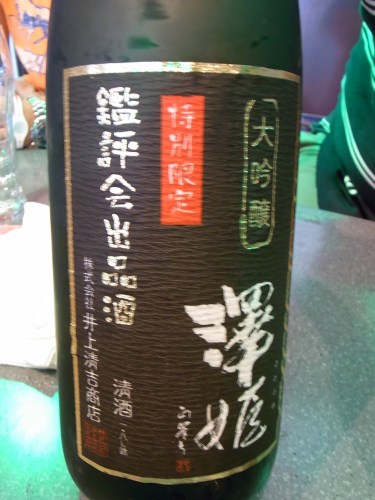 大吟醸
澤姫
特別限定
鑑評会出品酒
清酒
株式会社井上清吉商店